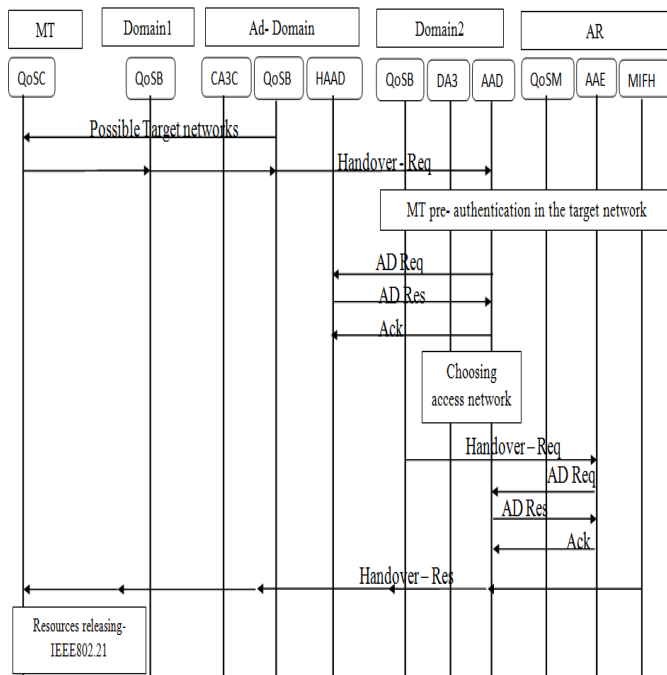 MT Domain1 Ad- Domain Domain2 AR
QoSC QoSB CA3C QoSB HAAD QoSB DA3 AAD QoSM AAE MIFH
Possible Target networks
Handover - Req
MT pre- authentication in the target network
AD Req
AD Res
Ack
Choosing
access network
Handover – Req
AD Req
AD Res
Ack
Handover – Res
Resources releasing-
IEEE802.21